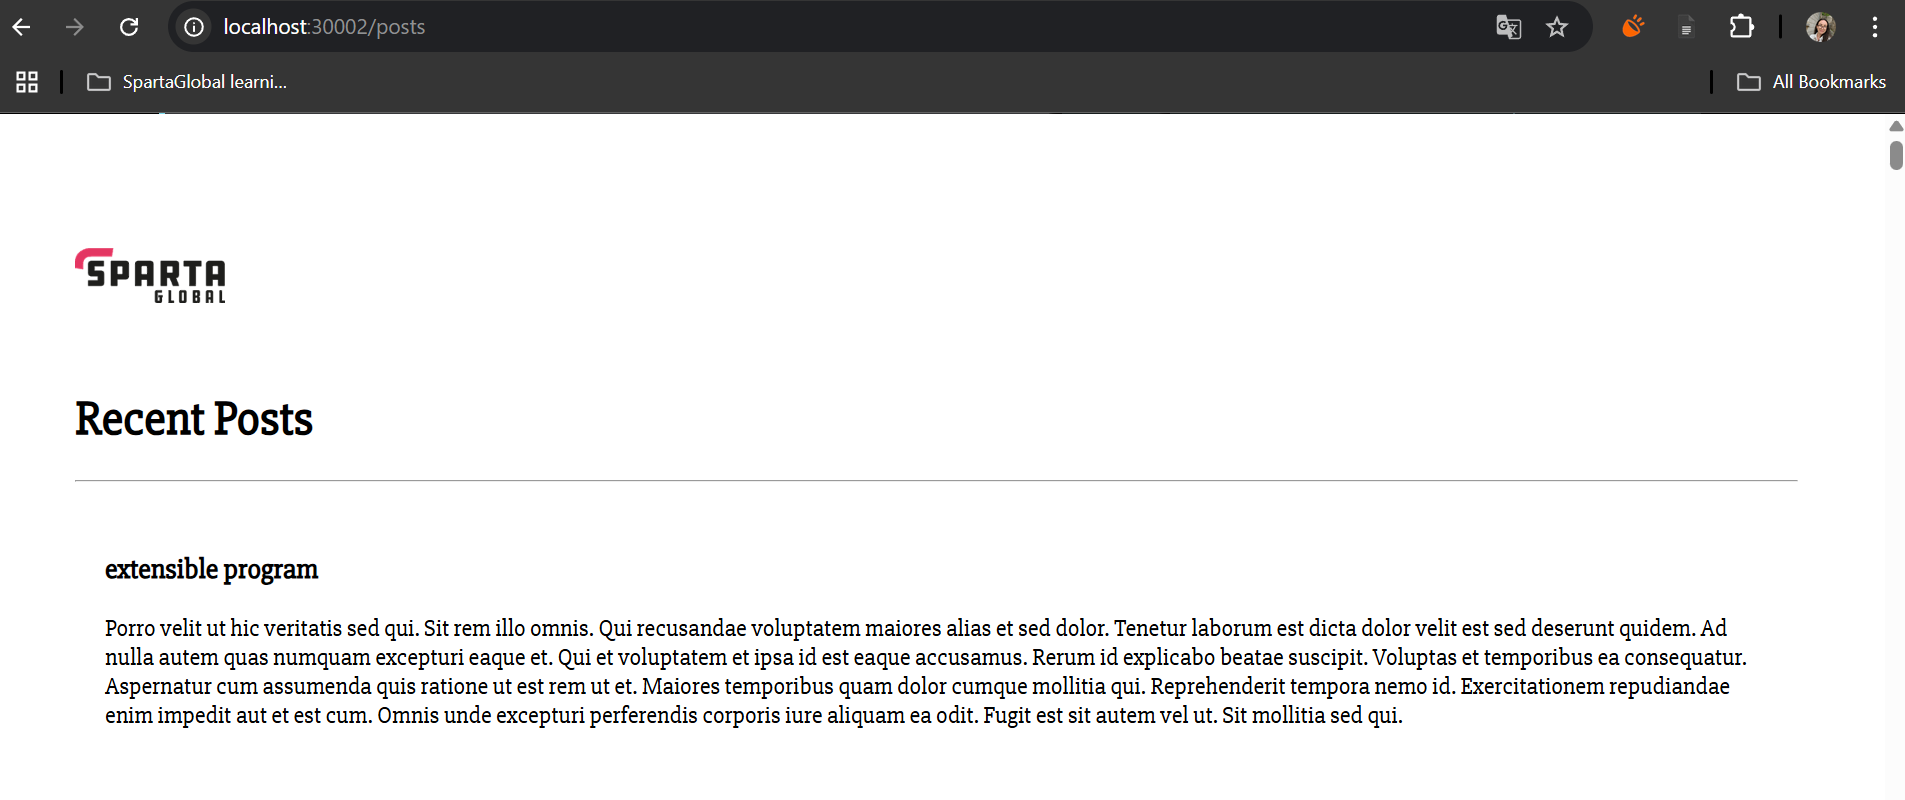 localhost:30002/posts
SpartaGlobal learni...
All Bookmarks
SPARTA
GLOBAL
Recent Posts
extensible program
Porro velit ut hic veritatis sed qui. Sit rem illo omnis. Qui recusandae voluptatem maiores alias et sed dolor. Tenetur laborum est dicta dolor velit est sed deserunt quidem. Ad
nulla autem quas numquam excepturi eaque et. Qui et voluptatem et ipsa id est eaque accusamus. Rerum id explicabo beatae suscipit. Voluptas et temporibus ea consequatur.
Aspernatur cum assumenda quis ratione ut est rem ut et. Maiores temporibus quam dolor cumque mollitia qui. Reprehenderit tempora nemo id. Exercitationem repudiandae
enim impedit aut et est cum. Omnis unde excepturi perferendis corporis iure aliquam ea odit. Fugit est sit autem vel ut. Sit mollitia sed qui.